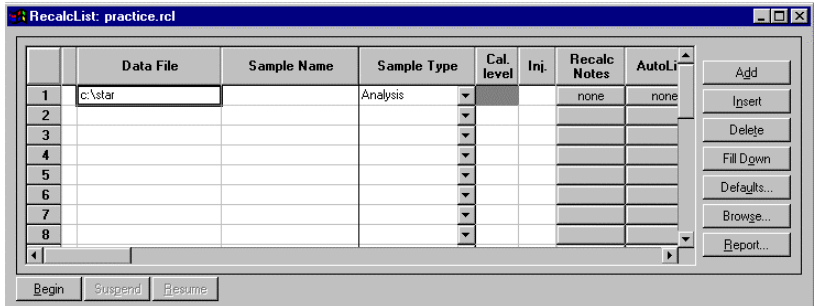 RecalcList: practice.rcl
Data File Sample Name Sample Type Cal. level Inj. Recalc Notes AutoLi
1 c:\star Analysis none none
2
3
4
5
6
7
8
Add
Insert
Delete
Fill Down
Defaults...
Browse...
Report...
Begin Suspend Resume